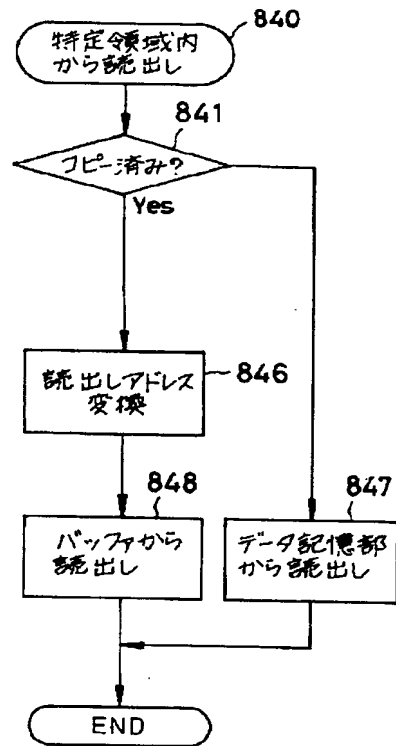 特定領域内
から読出し
840
コピー済み?
841
Yes
読出しアドレス
変換
846
バッファから
読出し
848
データ記憶部
から読出し
847
END